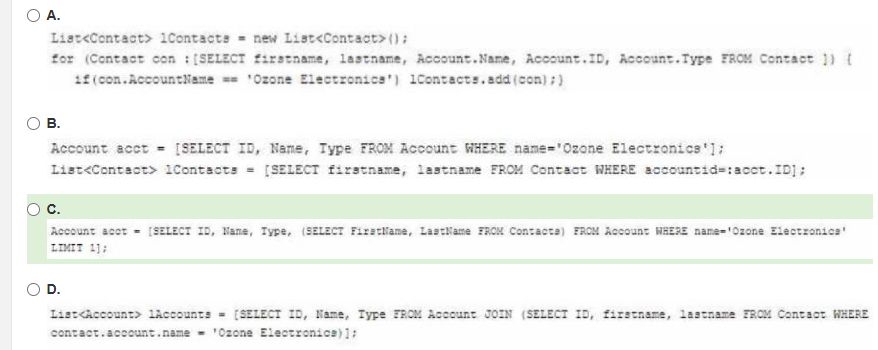 A.
List<Contact> lContacts = new List<Contact>();
for (Contact con :[SELECT firstname, lastname, Account.Name, Account.ID, Account.Type FROM Contact ]) {
if(con.AccountName == 'Ozone Electronics') lContacts.add(con);}
B.
Account acct = [SELECT ID, Name, Type FROM Account WHERE name='Ozone Electronics'];
List<Contact> lContacts = [SELECT firstname, lastname FROM Contact WHERE accountid=:acct.ID];
C.
Account acct = [SELECT ID, Name, Type, (SELECT FirstName, LastName FROM Contacts) FROM Account WHERE name='Ozone Electronics'
LIMIT 1];
D.
List<Account> lAccounts = [SELECT ID, Name, Type FROM Account JOIN (SELECT ID, firstname, lastname FROM Contact WHERE
contact.account.name = 'Ozone Electronics)];